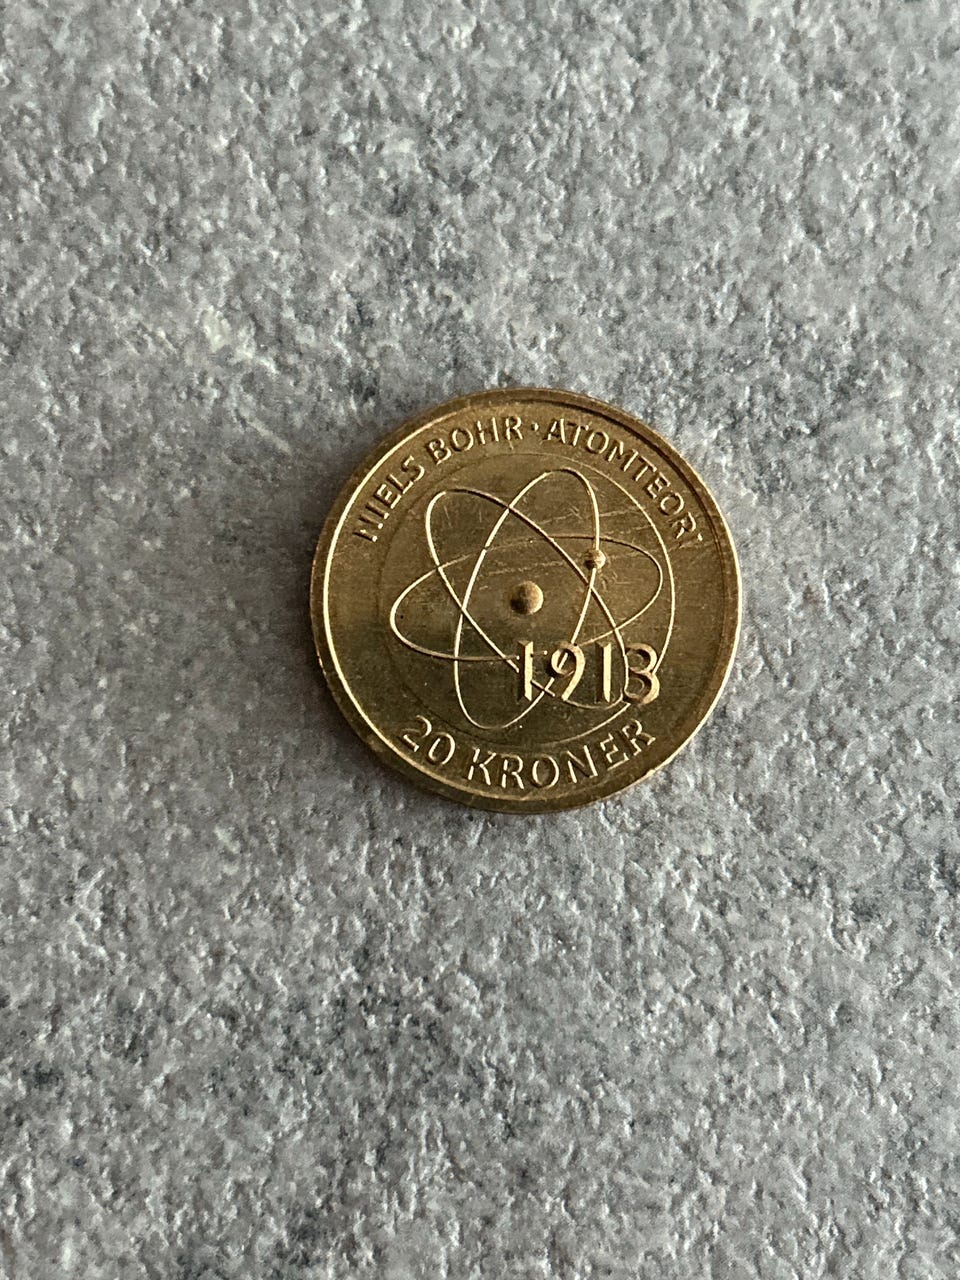 NIELS BOHR · ATOMTEORI
1913
20 KRONER